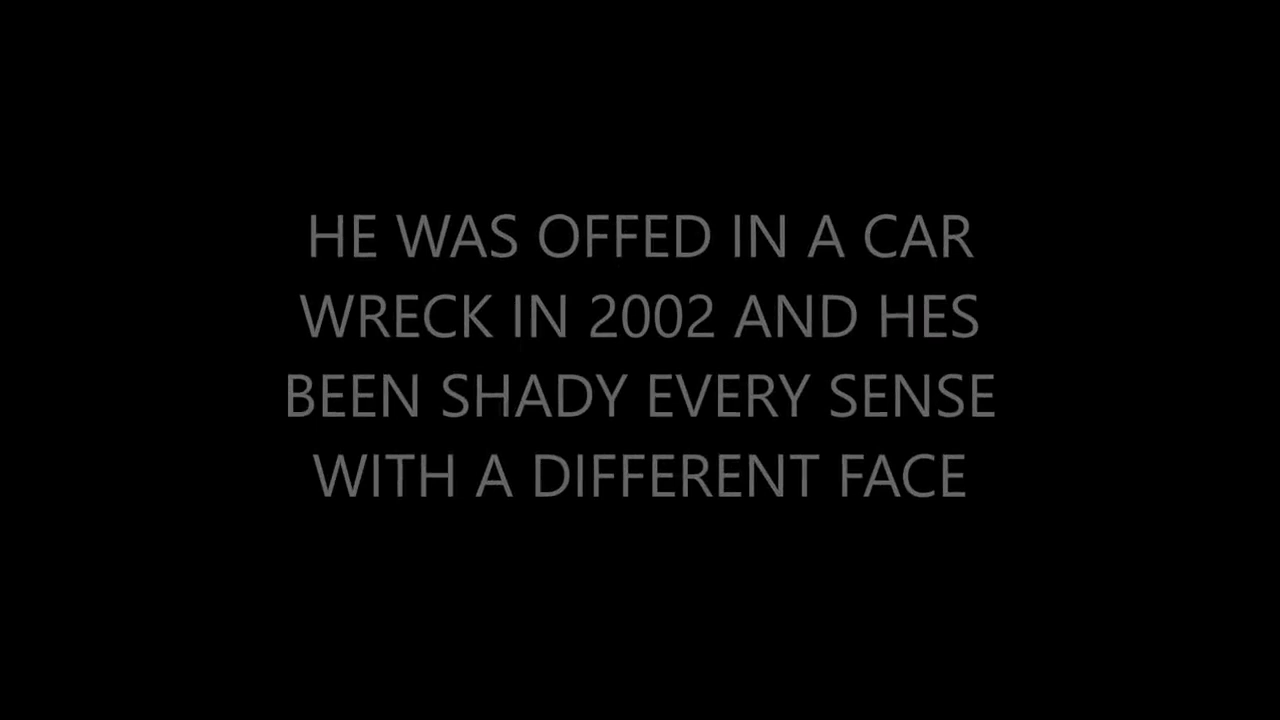 HE WAS OFFED IN A CAR
WRECK IN 2002 AND HES
BEEN SHADY EVERY SENSE
WITH A DIFFERENT FACE